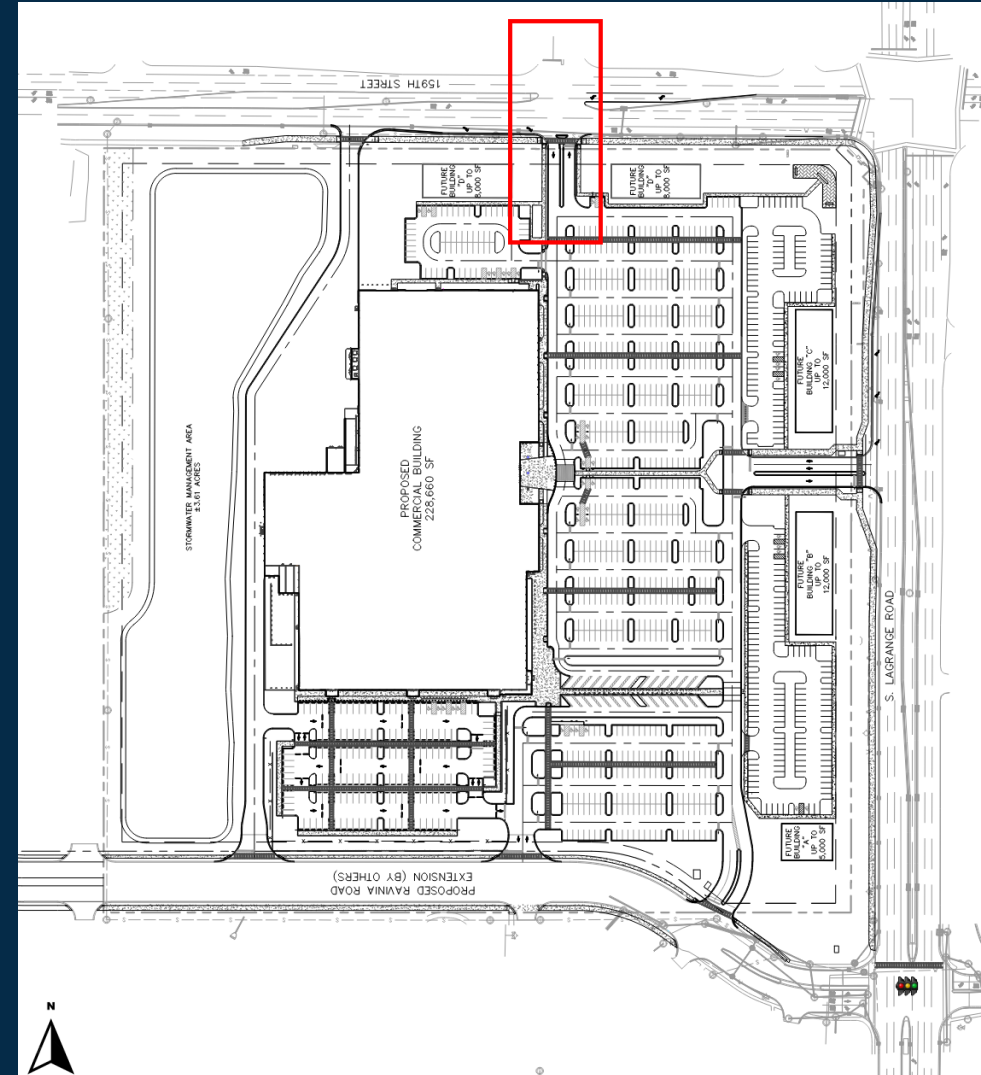 159TH STREET
FUTURE
BUILDING
"D"
UP TO
8,000 SF
FUTURE
BUILDING
"D"
UP TO
8,000 SF
FUTURE
BUILDING "C"
UP TO
12,000 SF
STORMWATER MANAGEMENT AREA
±3.61 ACRES
PROPOSED
COMMERCIAL BUILDING
228,660 SF
FUTURE
BUILDING "B"
UP TO
12,000 SF
S. LAGRANGE ROAD
FUTURE
BUILDING
"A"
UP TO
5,000 SF
PROPOSED RAVINIA ROAD
EXTENSION (BY OTHERS)
N